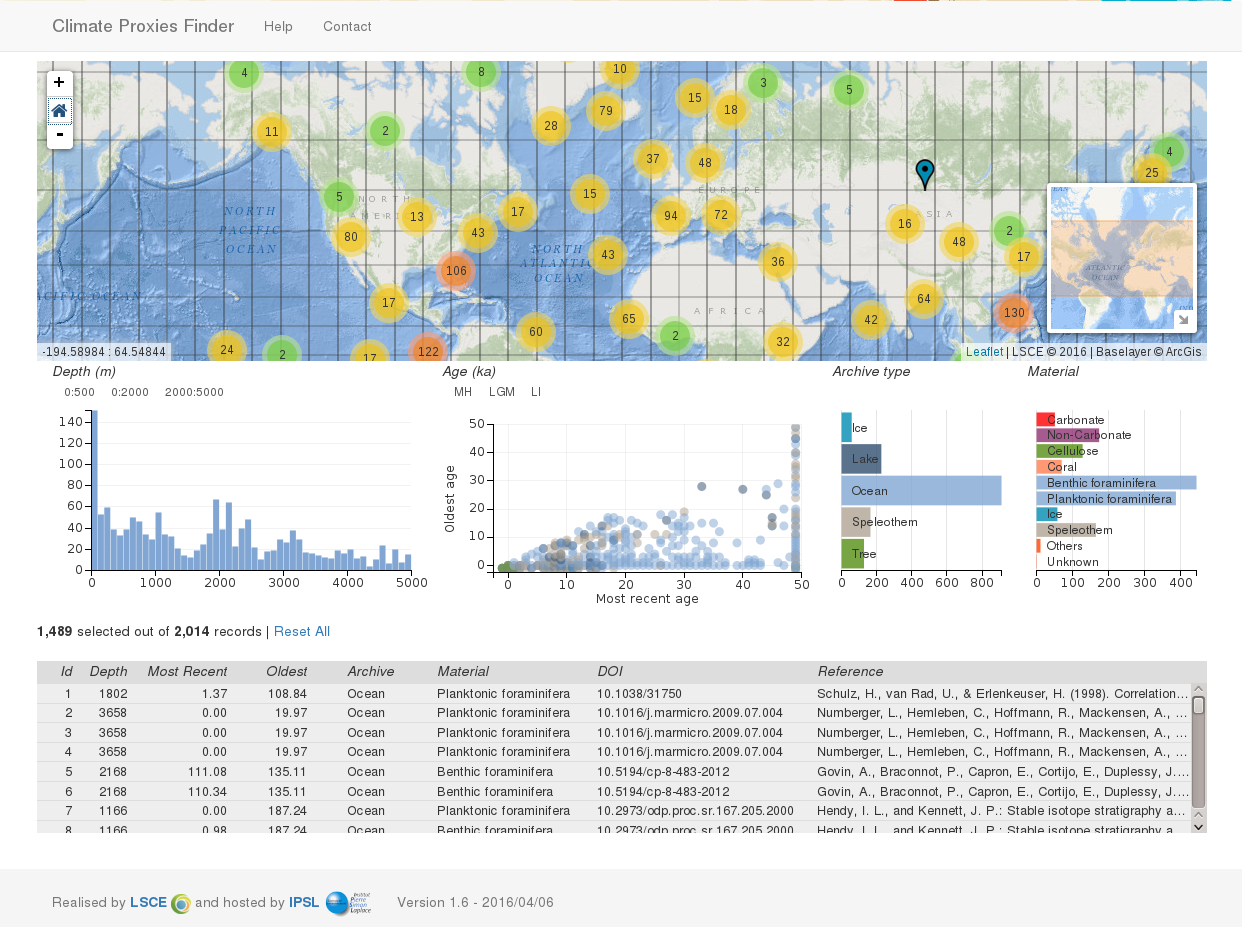 Climate Proxies Finder Help Contact
+
-
4 8 10 3 5
15 18
79
28
11 2
4
37 48 25
5 15
NORTH EUROPE
AMERI
NORTH 13 17 94 72 ASIA
PACIFIC 16
80 43 2
OCEAN 48
NORTH 43 17
ATLANTIC
OCEAN 36
106
ACIFIC OCEAN 17 64 130
AFRICA 65 42
60 2 32
24 2 17 122
ATLANTIC
OCEAN
-194.58984 : 64.54844 Leaflet | LSCE © 2016 | Baselayer © ArcGis
Depth (m) Age (ka) Archive type Material
0:500 0:2000 2000:5000 MH LGM LI
140
120
100
80
60
40
20
0
0 1000 2000 3000 4000 5000
Oldest age
50
40
30
20
10
0
0 10 20 30 40 50
Most recent age
Ice
Lake
Ocean
Speleothem
Tree
0 200 400 600 800
Carbonate
Non-Carbonate
Cellulose
Coral
Benthic foraminifera
Planktonic foraminifera
Ice
Speleothem
Others
Unknown
0 100 200 300 400
1,489 selected out of 2,014 records | Reset All
Id Depth Most Recent Oldest Archive Material DOI Reference
1 1802 1.37 108.84 Ocean Planktonic foraminifera 10.1038/31750 Schulz, H., van Rad, U., & Erlenkeuser, H. (1998). Correlation...
2 3658 0.00 19.97 Ocean Planktonic foraminifera 10.1016/j.marmicro.2009.07.004 Nurnberger, L., Hemleben, C., Hoffmann, R., Mackensen, A., ...
3 3658 0.00 19.97 Ocean Planktonic foraminifera 10.1016/j.marmicro.2009.07.004 Nurnberger, L., Hemleben, C., Hoffmann, R., Mackensen, A., ...
4 3658 0.00 19.97 Ocean Planktonic foraminifera 10.1016/j.marmicro.2009.07.004 Nurnberger, L., Hemleben, C., Hoffmann, R., Mackensen, A., ...
5 2168 111.08 135.11 Ocean Benthic foraminifera 10.5194/cp-8-483-2012 Govin, A., Braconnot, P., Capron, E., Cortijo, E., Duplessy, J....
6 2168 110.34 135.11 Ocean Benthic foraminifera 10.5194/cp-8-483-2012 Govin, A., Braconnot, P., Capron, E., Cortijo, E., Duplessy, J....
7 1166 0.00 187.24 Ocean Planktonic foraminifera 10.2973/odp.proc.sr.167.205.2000 Hendy, I. L., and Kennett, J. P.: Stable isotope stratigraphy a...
8 1166 0.98 187.24 Ocean Benthic foraminifera 10.2973/odp.proc.sr.167.205.2000 Hendy, I. L., and Kennett, J. P.: Stable isotope stratigraphy a...
Realised by LSCE and hosted by IPSL Institut Pierre Simon Laplace Version 1.6 - 2016/04/06